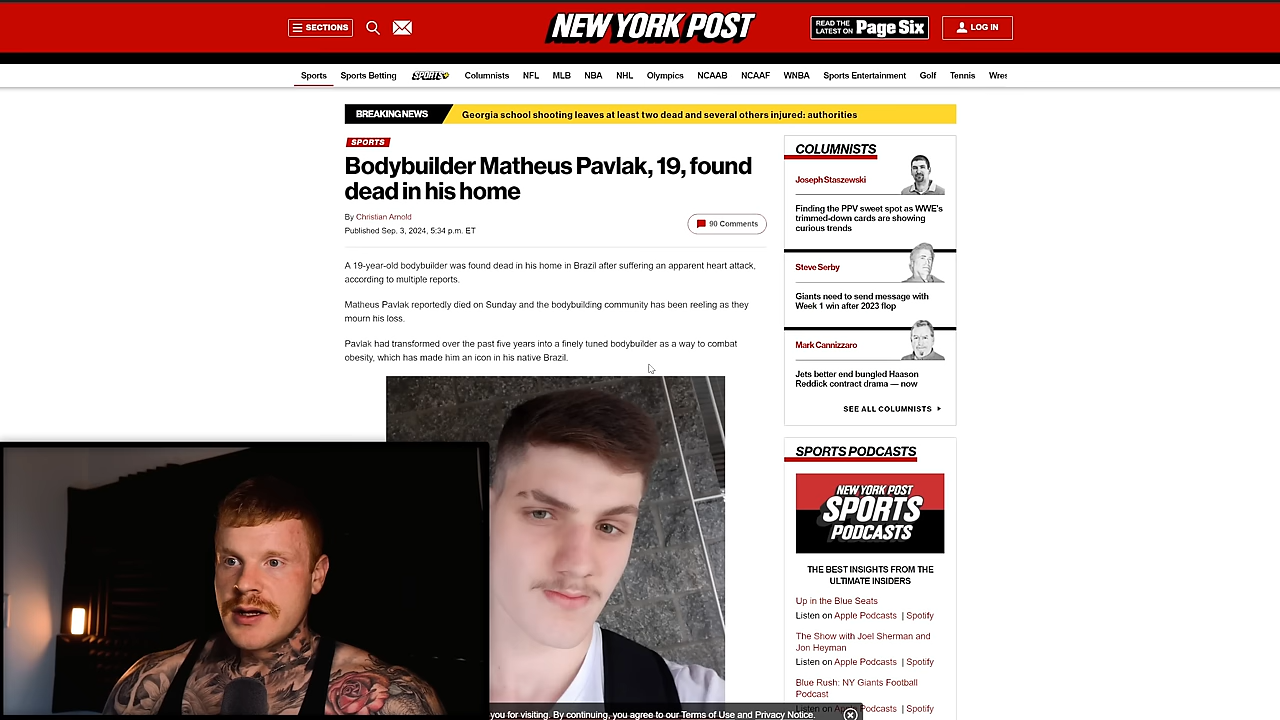 SECTIONS
NEW YORK POST
READ THE
LATEST ON
Page Six
LOG IN
Sports
Sports Betting
SPORTS+
Columnists
NFL
MLB
NBA
NHL
Olympics
NCAAB
NCAAF
WNBA
Sports Entertainment
Golf
Tennis
Wres
BREAKING NEWS
Georgia school shooting leaves at least two dead and several others injured: authorities
SPORTS
Bodybuilder Matheus Pavlak, 19, found
dead in his home
By Christian Arnold
Published Sep. 3, 2024, 5:34 p.m. ET
90 Comments
A 19-year-old bodybuilder was found dead in his home in Brazil after suffering an apparent heart attack,
according to multiple reports.
Matheus Pavlak reportedly died on Sunday and the bodybuilding community has been reeling as they
mourn his loss.
Pavlak had transformed over the past five years into a finely tuned bodybuilder as a way to combat
obesity, which has made him an icon in his native Brazil.
COLUMNISTS
Joseph Staszewski
Finding the PPV sweet spot as WWE's
trimmed-down cards are showing
curious trends
Steve Serby
Giants need to send message with
Week 1 win after 2023 flop
Mark Cannizzaro
Jets better end bungled Haason
Reddick contract drama — now
SEE ALL COLUMNISTS
SPORTS PODCASTS
NEW YORK POST
SPORTS
PODCASTS
THE BEST INSIGHTS FROM THE
ULTIMATE INSIDERS
Up in the Blue Seats
Listen on Apple Podcasts | Spotify
The Show with Joel Sherman and
Jon Heyman
Listen on Apple Podcasts | Spotify
Blue Rush: NY Giants Football
Podcast
Listen on Apple Podcasts | Spotify
you for visiting. By continuing, you agree to our Terms of Use and Privacy Notice.